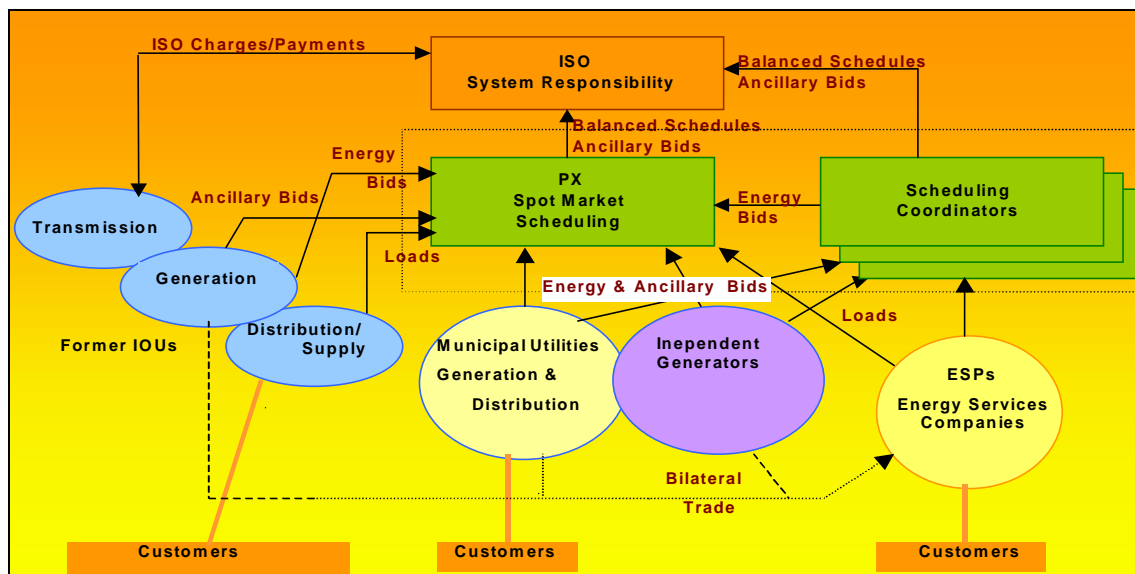 ISO Charges/Payments
ISO
System Responsibility
Balanced Schedules
Ancillary Bids
Balanced Schedules
Ancillary Bids
Energy
Bids
PX
Spot Market
Scheduling
Scheduling
Coordinators
Ancillary Bids
Energy
Bids
Transmission
Loads
Generation
Energy & Ancillary Bids
Loads
Former IOUs
Distribution/
Supply
Municipal Utilities
Generation &
Distribution
Inependent
Generators
ESPs
Energy Services
Companies
Bilateral
Trade
Customers
Customers
Customers